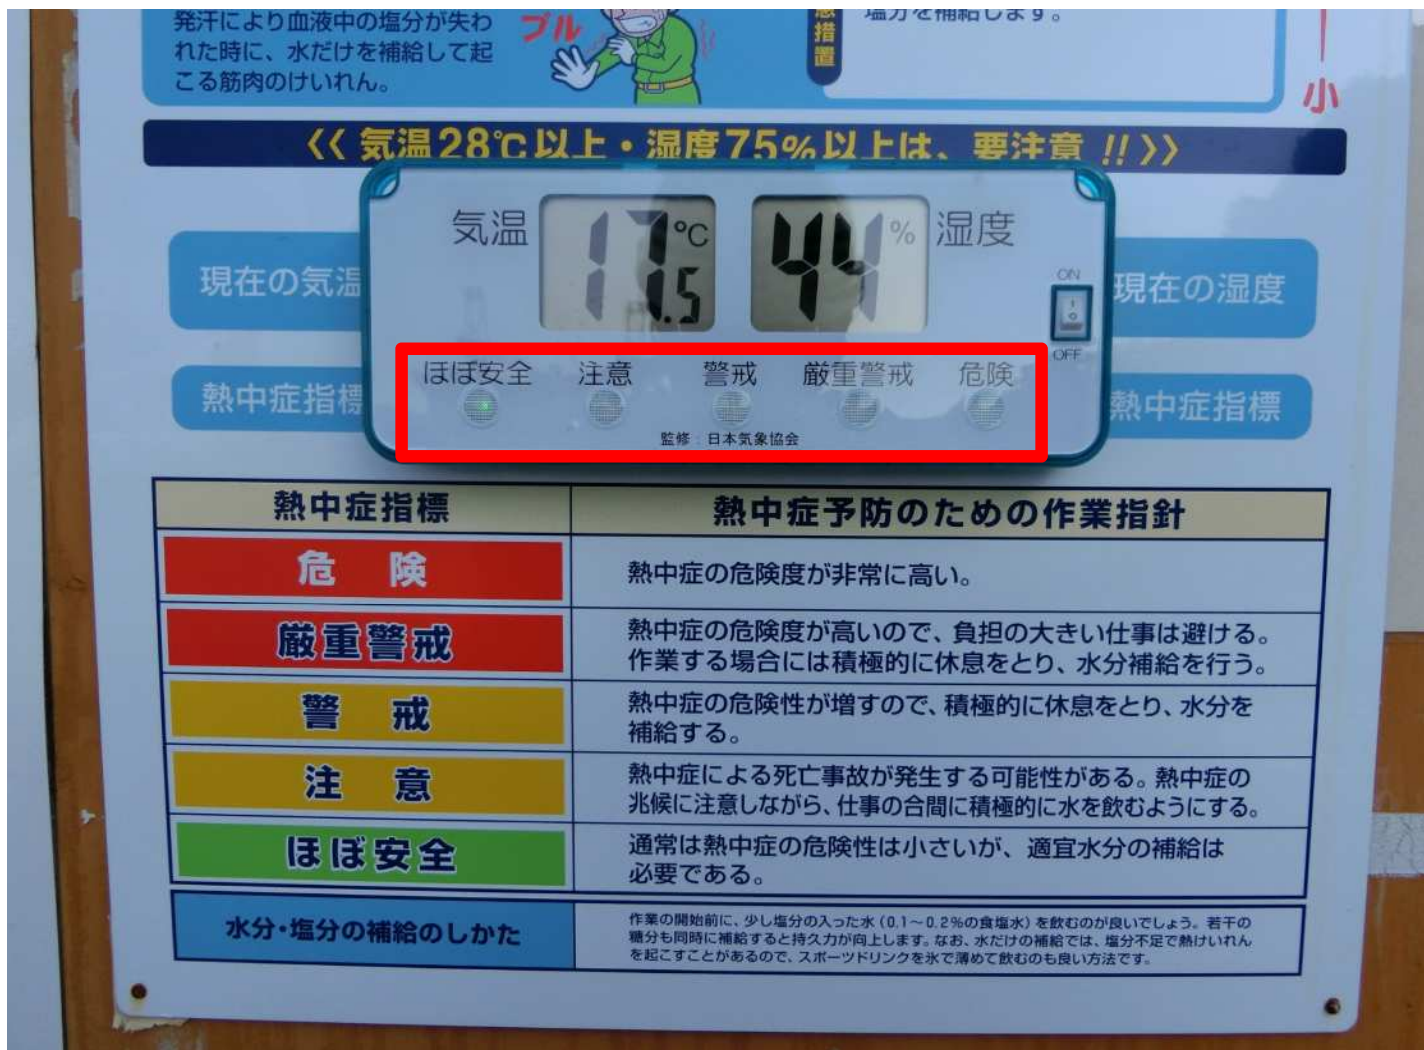 発汗により血液中の塩分が失わ
れた時に、水だけを補給して起
こる筋肉のけいれん。
ブル
措置
塩分を補給します。
小
《 気温28℃以上・湿度75%以上は、要注意 !! 》
気温
17.5
℃
44
%
湿度
現在の気温
現在の湿度
ON
OFF
熱中症指標
熱中症指標
ほぼ安全 注意 警戒 厳重警戒 危険
監修:日本気象協会
熱中症指標
熱中症予防のための作業指針
危 険
熱中症の危険度が非常に高い。
厳重警戒
熱中症の危険度が高いので、負担の大きい仕事は避ける。
作業する場合には積極的に休息をとり、水分補給を行う。
警 戒
熱中症の危険性が増すので、積極的に休息をとり、水分を
補給する。
注 意
熱中症による死亡事故が発生する可能性がある。熱中症の
兆候に注意しながら、仕事の合間に積極的に水を飲むようにする。
ほぼ安全
通常は熱中症の危険性は小さいが、適宜水分の補給は
必要である。
水分・塩分の補給のしかた
作業の開始前に、少し塩分の入った水(0.1~0.2%の食塩水)を飲むのが良いでしょう。若干の
糖分も同時に補給すると持久力が向上します。なお、水だけの補給では、塩分不足で熱けいれん
を起こすことがあるので、スポーツドリンクを氷で薄めて飲むのも良い方法です。